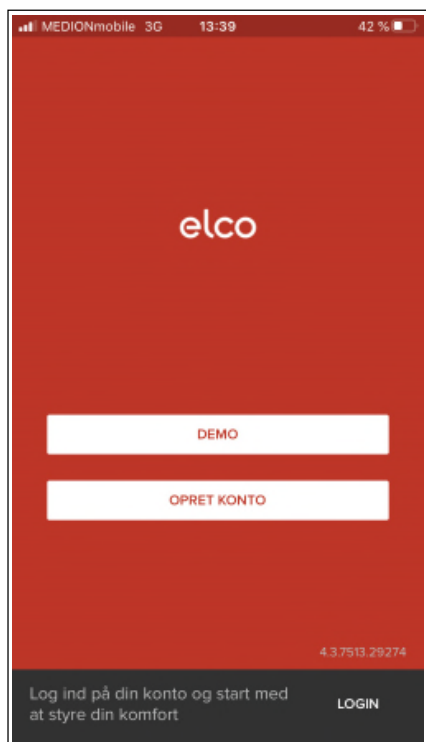 MEDIONmobile 3G 13:39 42 %
elco
DEMO
OPRET KONTO
4.3.7513.29274
Log ind på din konto og start med
at styre din komfort
LOGIN